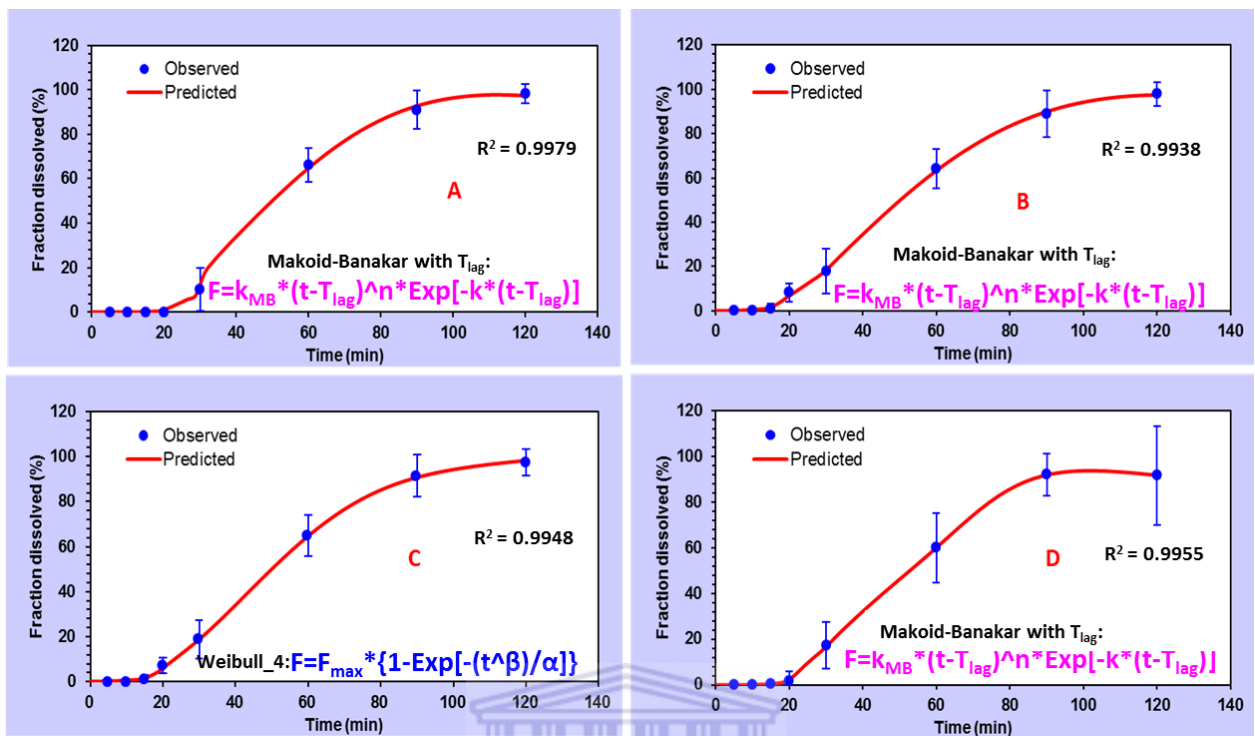 120
100
80
60
40
20
0
Fraction dissolved (%)
Observed
Predicted
R² = 0.9979
A
Makoid-Banakar with Tlag:
F=kMB*(t-Tlag)^n*Exp[-k*(t-Tlag)]
0 20 40 60 80 100 120 140
Time (min)
120
100
80
60
40
20
0
Fraction dissolved (%)
Observed
Predicted
R² = 0.9938
B
Makoid-Banakar with Tlag:
F=kMB*(t-Tlag)^n*Exp[-k*(t-Tlag)]
0 20 40 60 80 100 120 140
Time (min)
120
100
80
60
40
20
0
Fraction dissolved (%)
Observed
Predicted
R² = 0.9948
C
Weibull_4:F=Fmax*{1-Exp[-(t^β)/α]}
0 20 40 60 80 100 120 140
Time (min)
120
100
80
60
40
20
0
Fraction dissolved (%)
Observed
Predicted
R² = 0.9955
D
Makoid-Banakar with Tlag:
F=kMB*(t-Tlag)^n*Exp[-k*(t-Tlag)]
0 20 40 60 80 100 120 140
Time (min)